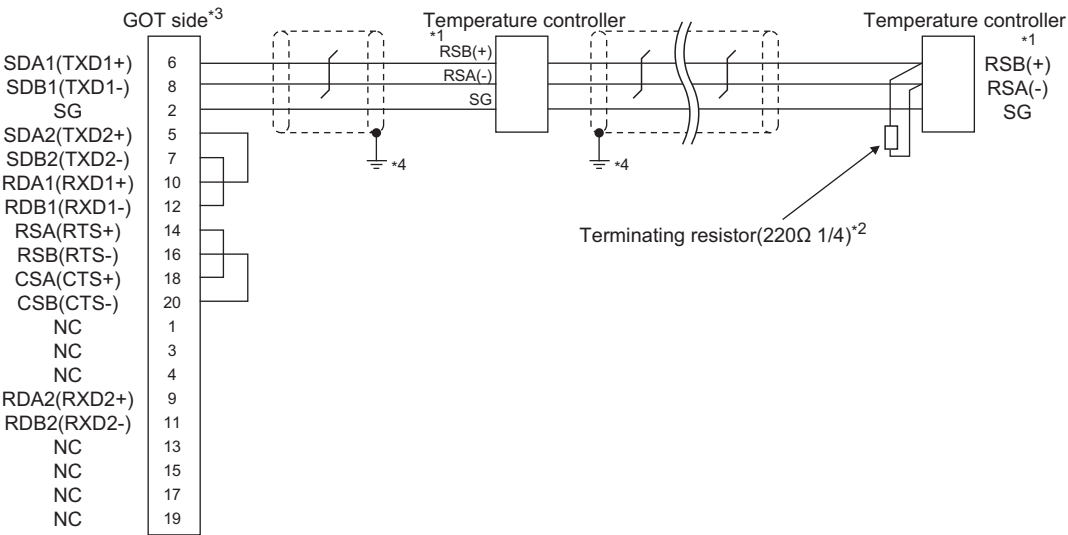 GOT side*3
Temperature controller
*1
Temperature controller
*1
SDA1(TXD1+) 6 RSB(+) RSB(+)
SDB1(TXD1-) 8 RSA(-) RSA(-)
SG 2 SG SG
SDA2(TXD2+) 5
SDB2(TXD2-) 7 *4 *4
RDA1(RXD1+) 10
RDB1(RXD1-) 12
RSA(RTS+) 14 Terminating resistor(220Ω 1/4)*2
RSB(RTS-) 16
CSA(CTS+) 18
CSB(CTS-) 20
NC 1
NC 3
NC 4
RDA2(RXD2+) 9
RDB2(RXD2-) 11
NC 13
NC 15
NC 17
NC 19